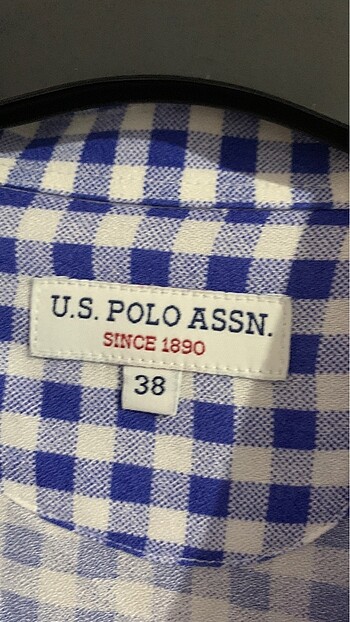 U.S. POLO ASSN.
SINCE 1890
38